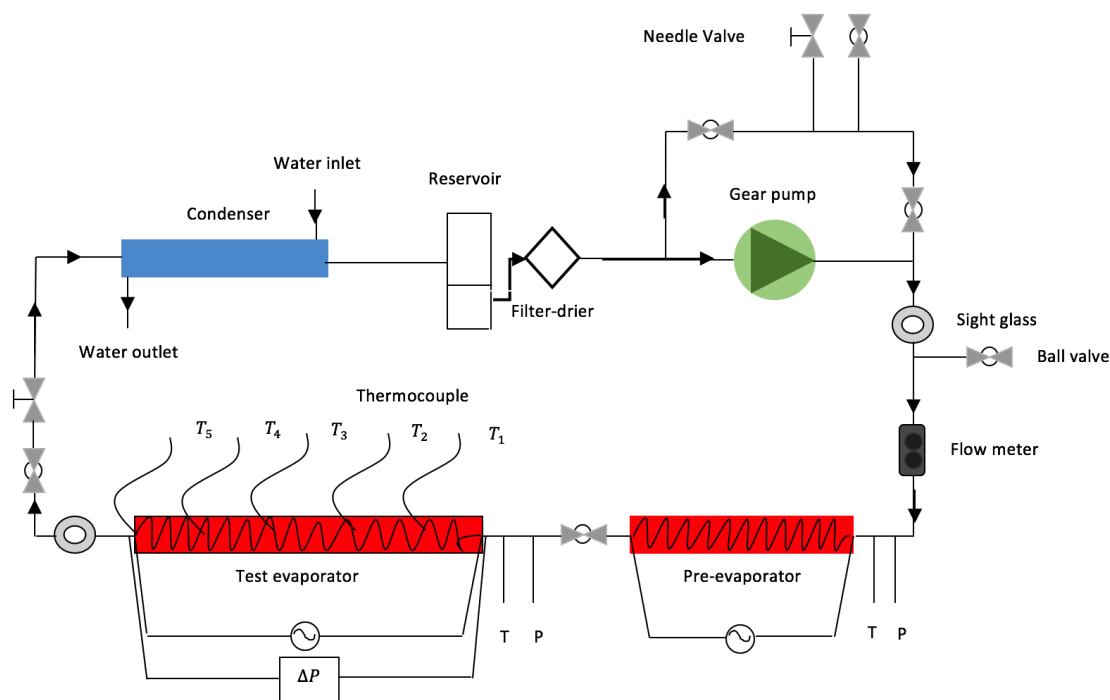 Needle Valve
Water inlet
Reservoir
Condenser
Gear pump
Filter-drier
Sight glass
Water outlet
Ball valve
Thermocouple
T₅ T₄ T₃ T₂ T₁
Flow meter
Test evaporator
Pre-evaporator
T P
T P
ΔP